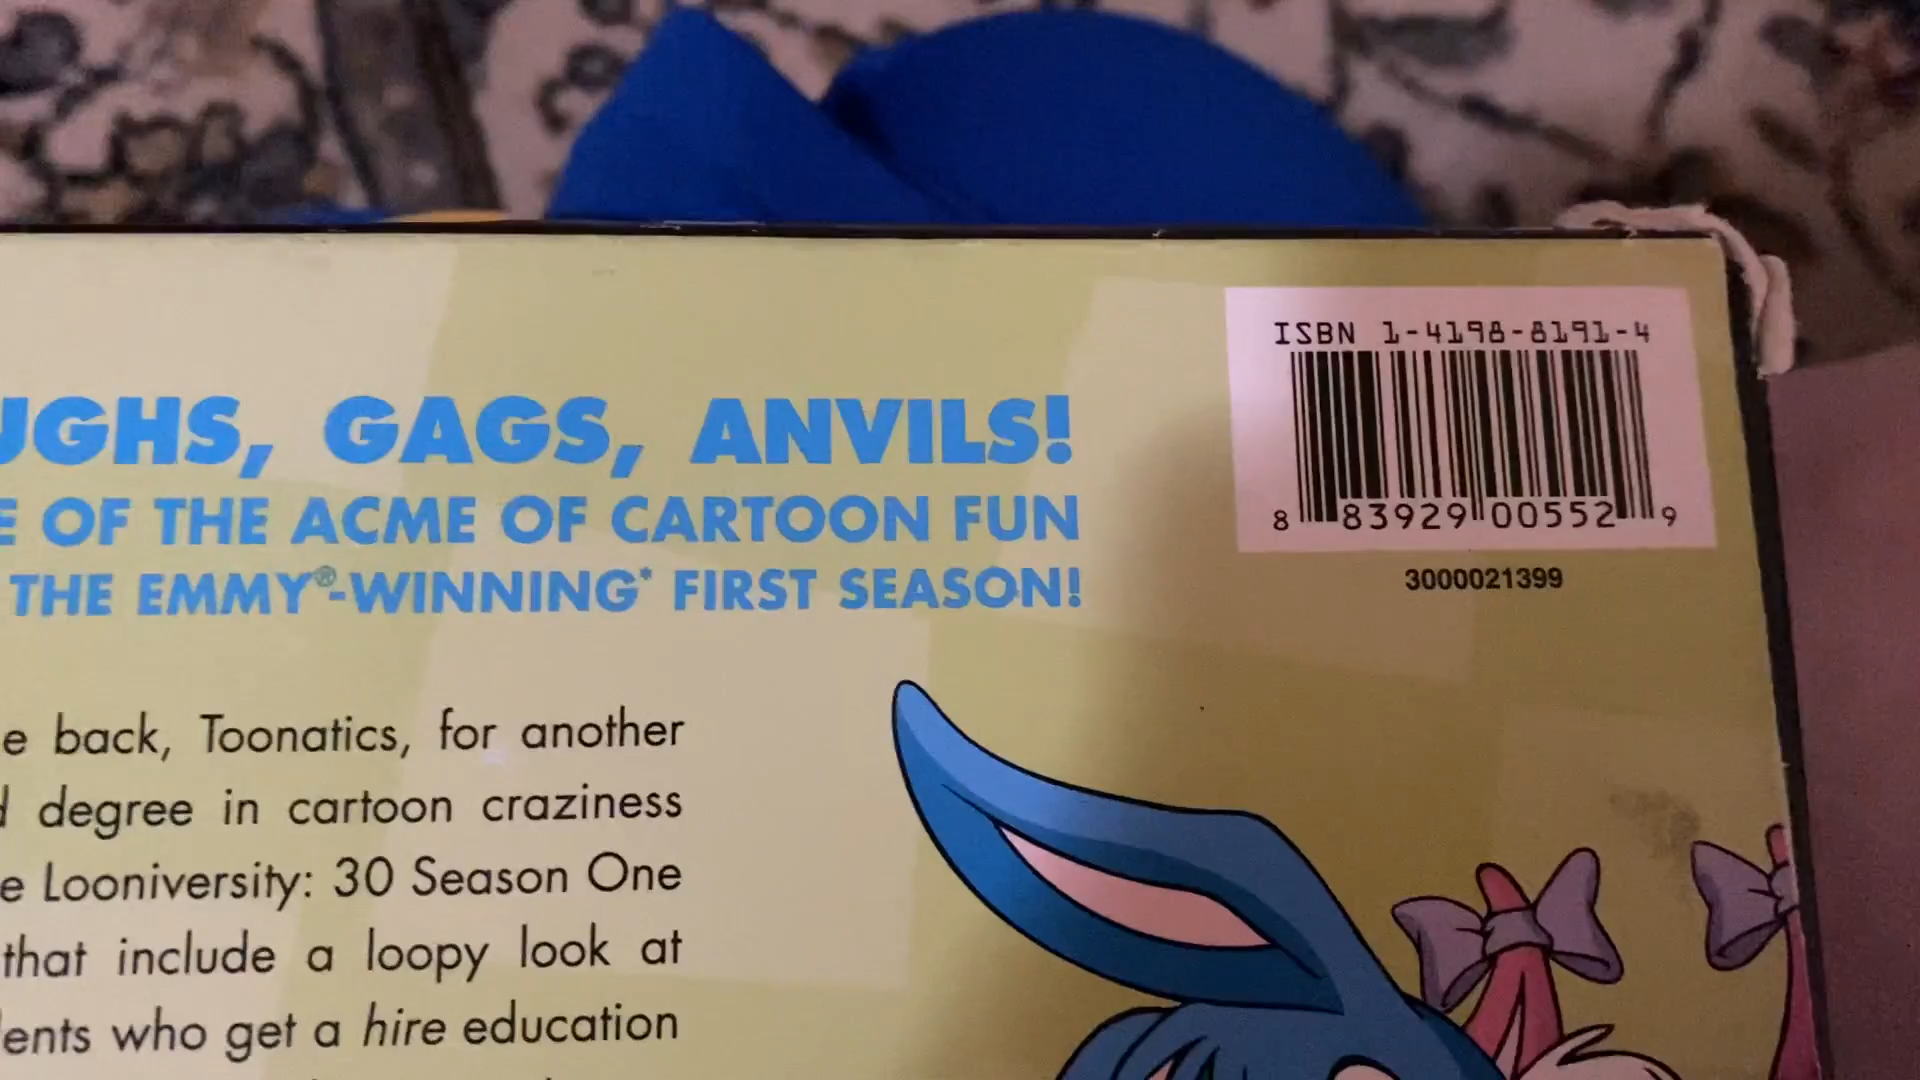 ISBN 1-4198-8191-4
8 83929 00552 9
3000021399
UGHS, GAGS, ANVILS!
E OF THE ACME OF CARTOON FUN
THE EMMY®-WINNING* FIRST SEASON!
e back, Toonatics, for another
d degree in cartoon craziness
e Looniversity: 30 Season One
that include a loopy look at
dents who get a hire education